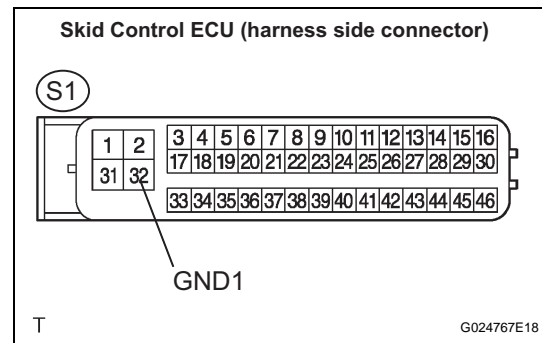 Skid Control ECU (harness side connector)
S1
1 2 3 4 5 6 7 8 9 10 11 12 13 14 15 16
17 18 19 20 21 22 23 24 25 26 27 28 29 30
31 32
33 34 35 36 37 38 39 40 41 42 43 44 45 46
GND1
T G024767E18